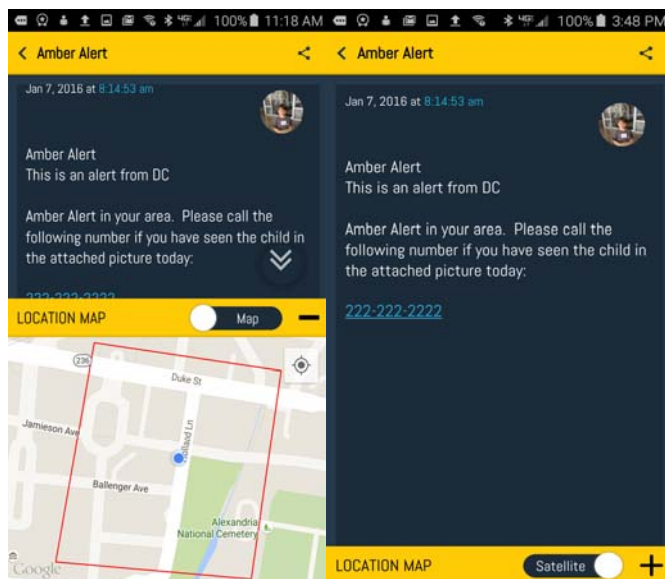 100% 11:18 AM
Amber Alert
Jan 7, 2016 at 8:14:53 am
Amber Alert
This is an alert from DC
Amber Alert in your area. Please call the
following number if you have seen the child in
the attached picture today:
222-222-2222
LOCATION MAP Map
236
Duke St
Jamieson Ave
Holland Ln
Ballenger Ave
Alexandria
National Cemetery
Google
4G 100% 3:48 PM
Amber Alert
Jan 7, 2016 at 8:14:53 am
Amber Alert
This is an alert from DC
Amber Alert in your area. Please call the
following number if you have seen the child in
the attached picture today:
222-222-2222
LOCATION MAP Satellite